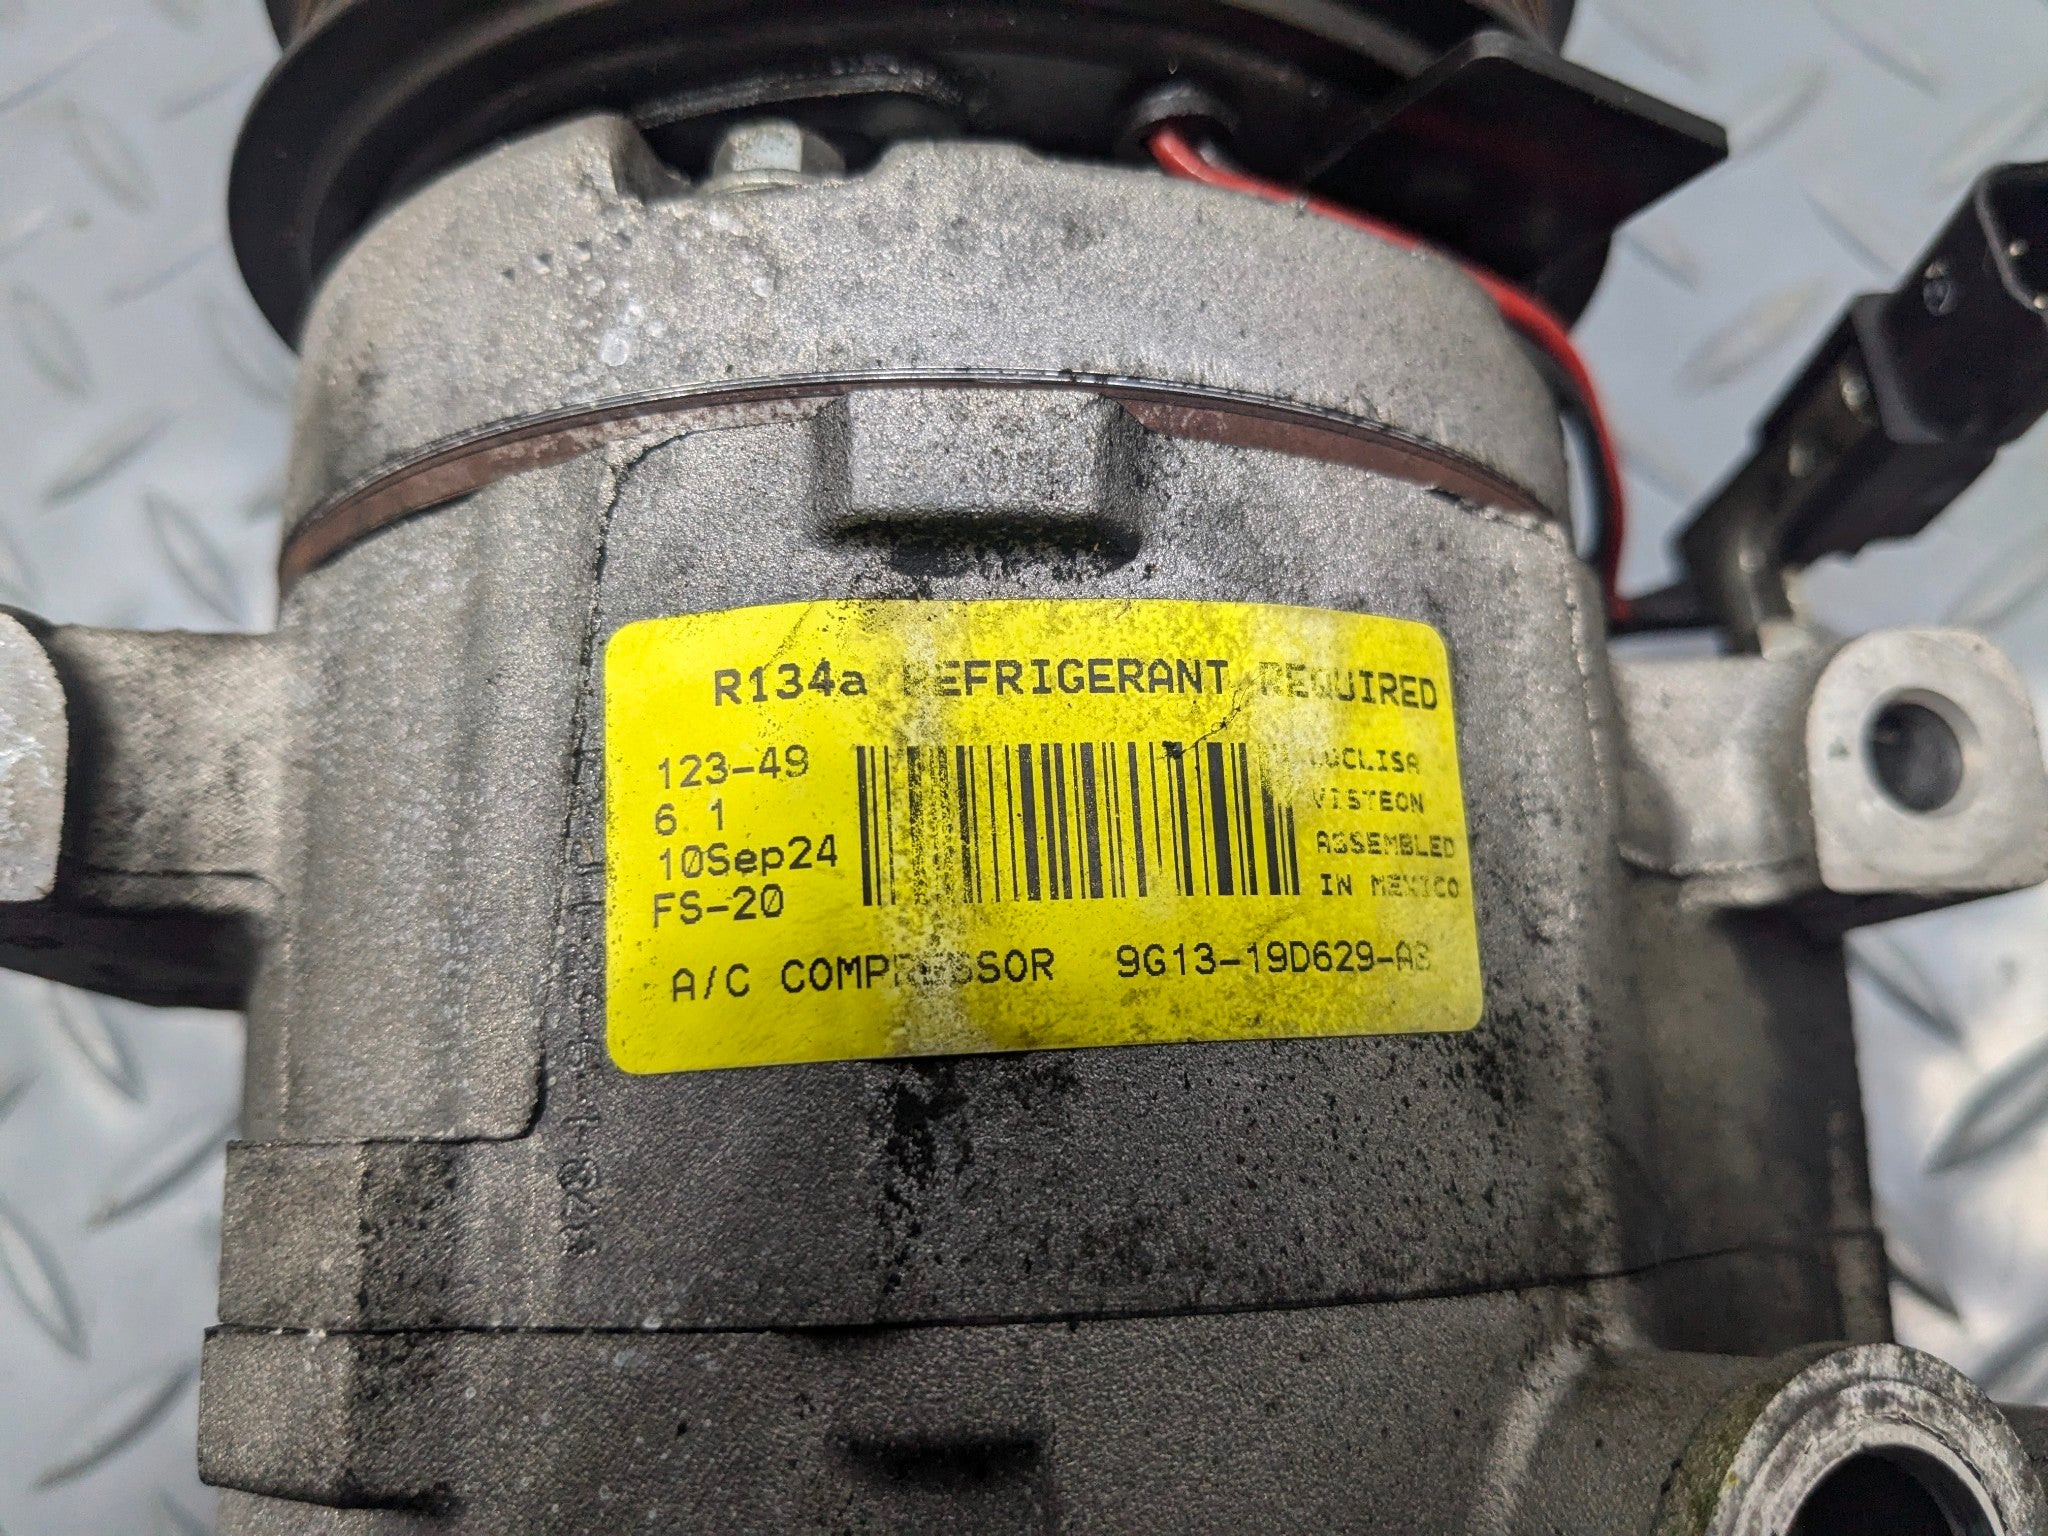 R134a REFRIGERANT REQUIRED
123-49
6 1
10Sep24
FS-20
VISTEON
ASSEMBLED
IN MEXICO
A/C COMPRESSOR 9G13-19D629-AB